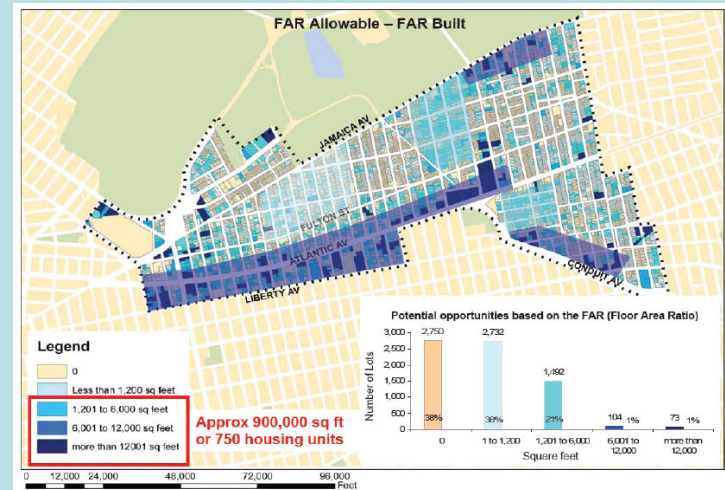 FAR Allowable – FAR Built
JAMAICA AV
FULTON ST
ATLANTIC AV
LIBERTY AV
CONDUIT AV
Legend
0
Less than 1,200 sq feet
1,201 to 6,000 sq feet
6,001 to 12,000 sq feet
more than 12001 sq feet
Approx 900,000 sq ft
or 750 housing units
Potential opportunities based on the FAR (Floor Area Ratio)
Number of Lots
3,000
2,500
2,000
1,500
1,000
500
0
2,750
2,732
1,492
104 1%
73 1%
38%
38%
21%
0
1 to 1,200
1,201 to 6,000
6,001 to
12,000
more than
12,000
Square feet
0 12,000 24,000 48,000 72,000 96,000
Feet